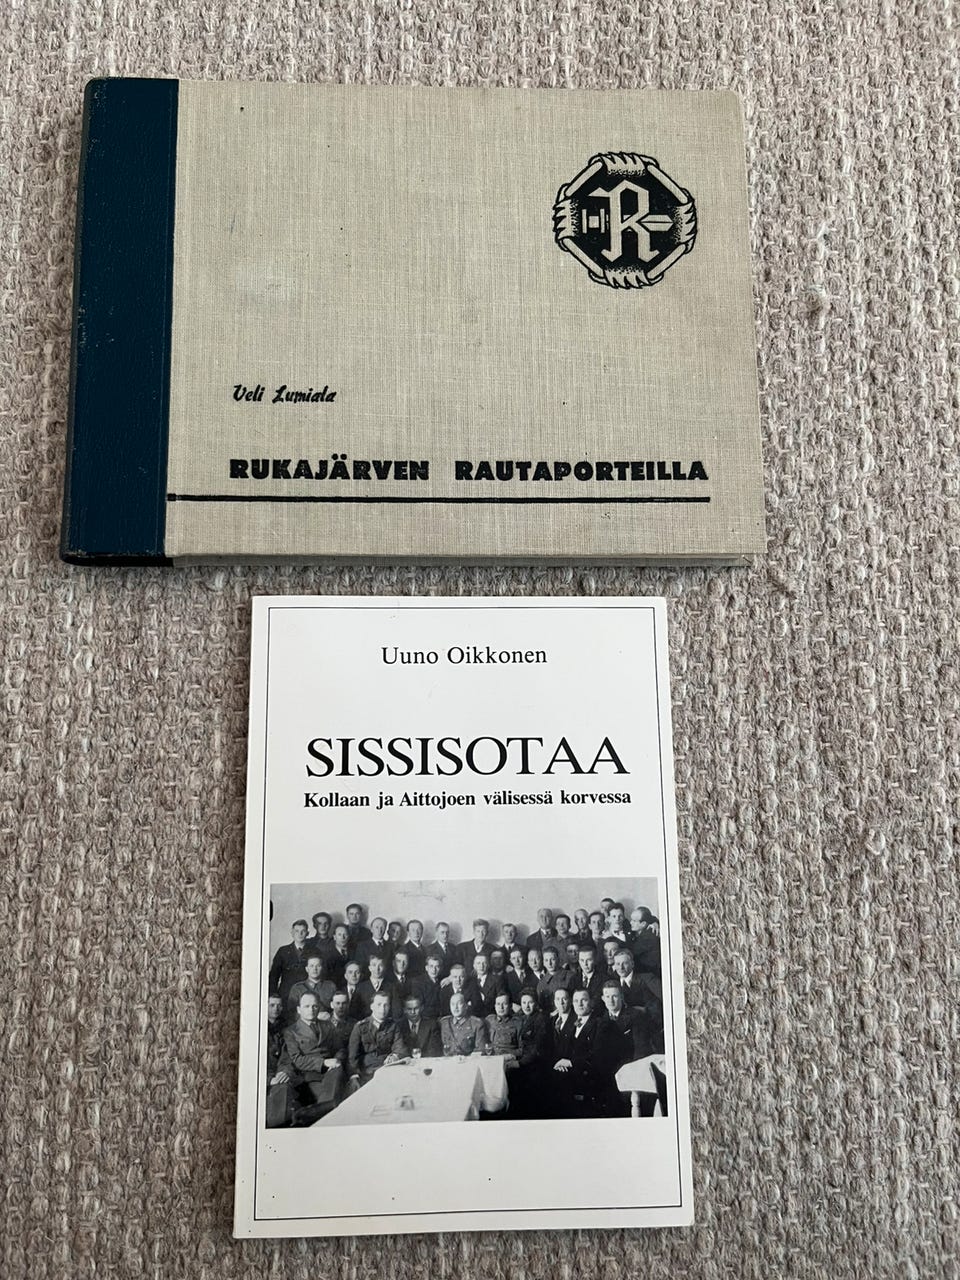 R
Veli Lumiala
RUKAJÄRVEN RAUTAPORTEILLA
Uuno Oikkonen
SISSISOTAA
Kollaan ja Aittojoen välisessä korvessa